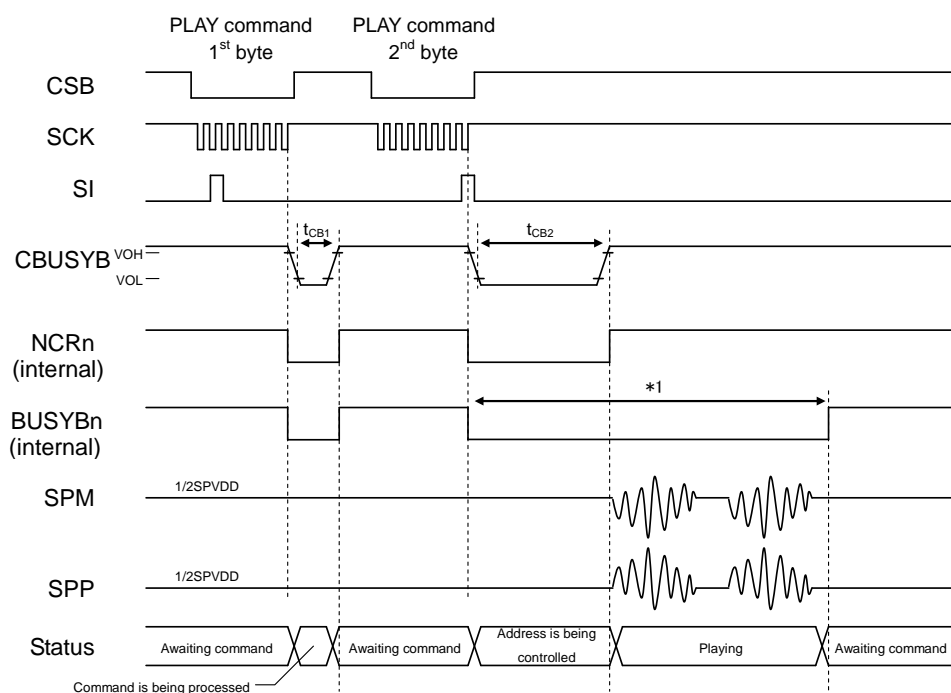 PLAY command
1st byte
PLAY command
2nd byte
CSB
SCK
SI
tCB1
tCB2
CBUSYB
VOH
VOL
NCRn
(internal)
*1
BUSYBn
(internal)
SPM
1/2SPVDD
SPP
1/2SPVDD
Status
Awaiting command
Awaiting command
Address is being
controlled
Playing
Awaiting command
Command is being processed